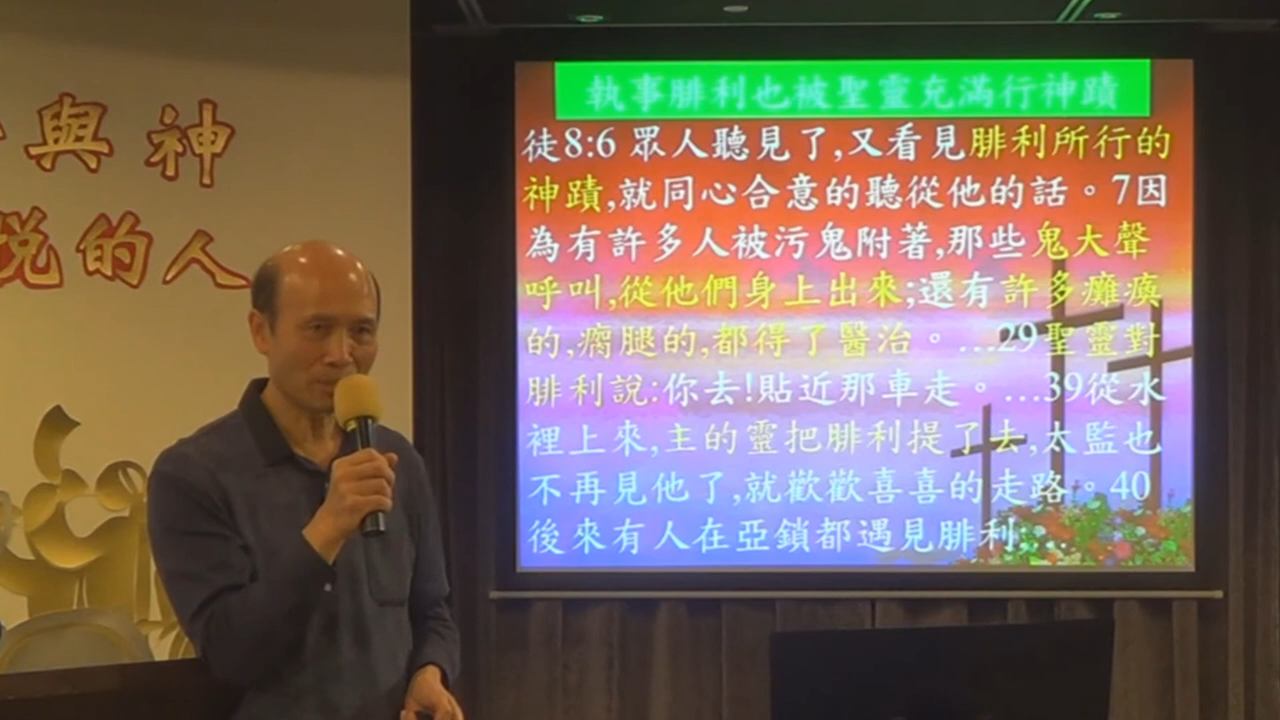 與神
悅的人
執事腓利也被聖靈充滿行神蹟
徒8:6 眾人聽見了,又看見腓利所行的
神蹟,就同心合意的聽從他的話。7因
為有許多人被污鬼附著,那些鬼大聲
呼叫,從他們身上出來;還有許多癱瘓
的,瘸腿的,都得了醫治。…29聖靈對
腓利說:你去!貼近那車走。…39從水
裡上來,主的靈把腓利提了去,太監也
不再見他了,就歡歡喜喜的走路。40
後來有人在亞鎖都遇見腓利;…